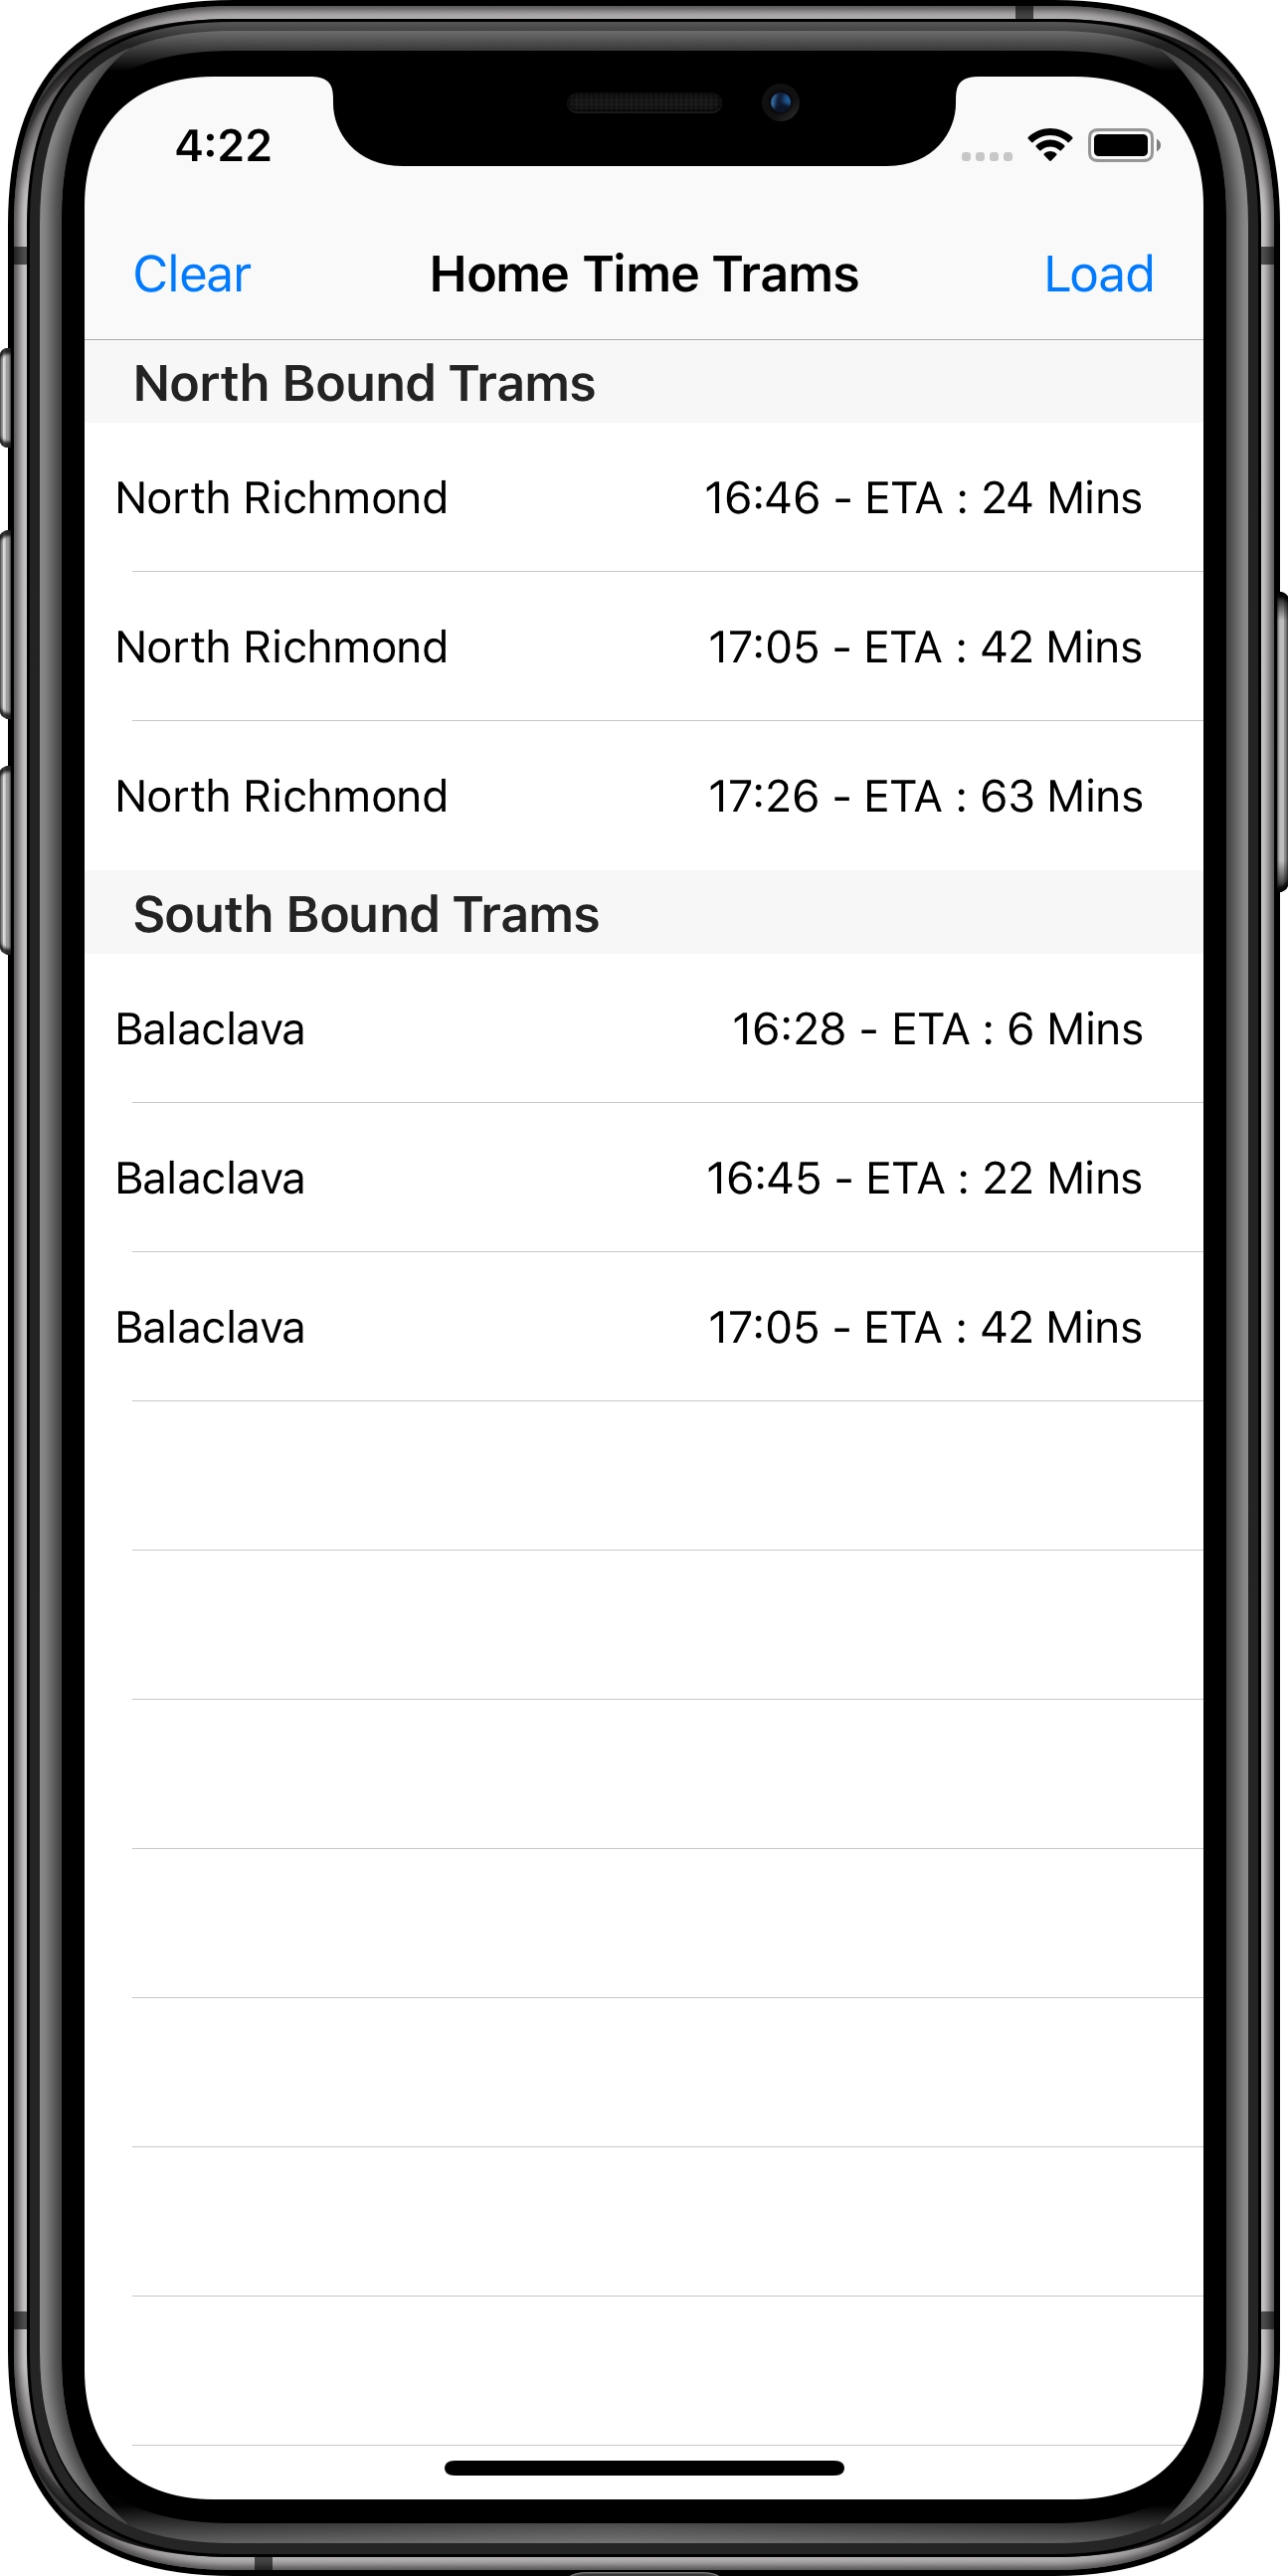 4:22
Clear Home Time Trams Load
North Bound Trams
North Richmond 16:46 - ETA : 24 Mins
North Richmond 17:05 - ETA : 42 Mins
North Richmond 17:26 - ETA : 63 Mins
South Bound Trams
Balaclava 16:28 - ETA : 6 Mins
Balaclava 16:45 - ETA : 22 Mins
Balaclava 17:05 - ETA : 42 Mins